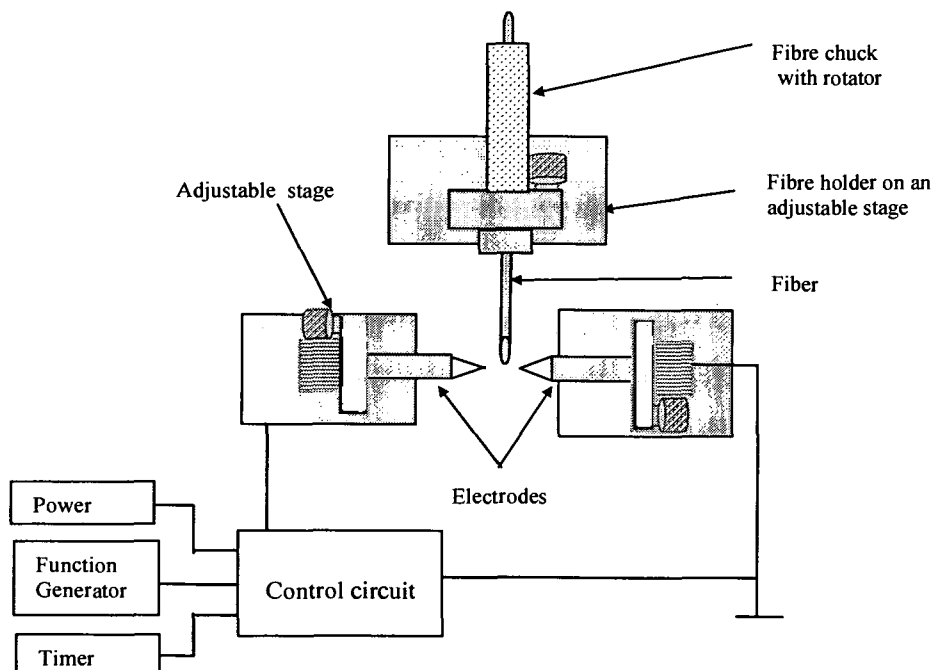 Fibre chuck
with rotator
Adjustable stage
Fibre holder on an
adjustable stage
Fiber
Electrodes
Power
Function
Generator
Control circuit
Timer